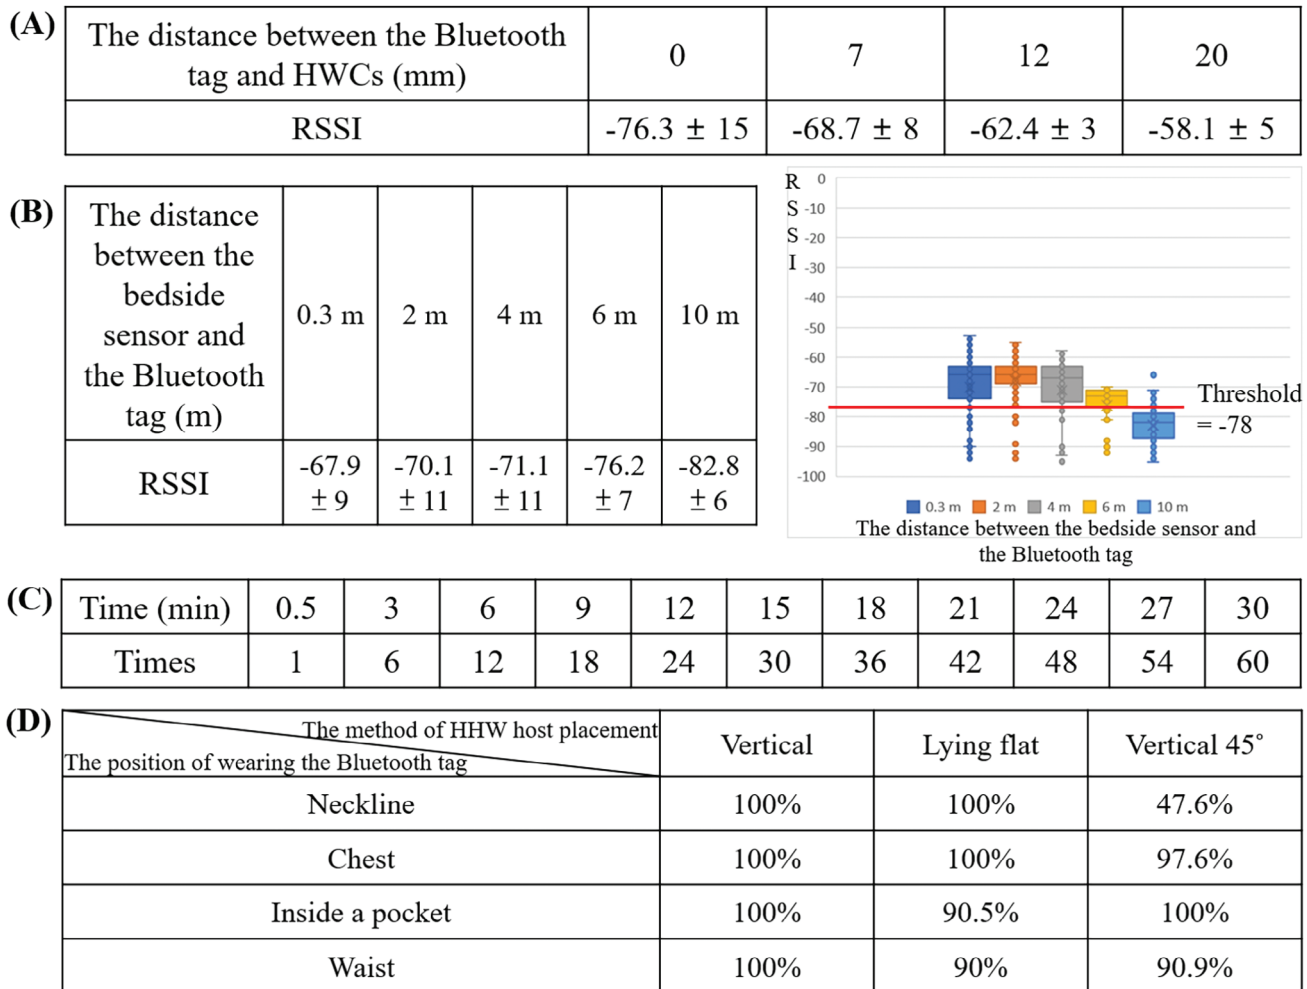 (A)
The distance between the Bluetooth
tag and HWCs (mm)
0 7 12 20
RSSI -76.3 ± 15 -68.7 ± 8 -62.4 ± 3 -58.1 ± 5
(B)
The distance
between the
bedside
sensor and
the Bluetooth
tag (m)
0.3 m 2 m 4 m 6 m 10 m
RSSI
-67.9 -70.1 -71.1 -76.2 -82.8
± 9 ± 11 ± 11 ± 7 ± 6
R
S
S
I
0
-10
-20
-30
-40
-50
-60
-70
-80
-90
-100
Threshold
= -78
0.3 m 2 m 4 m 6 m 10 m
The distance between the bedside sensor and
the Bluetooth tag
(C)
Time (min) 0.5 3 6 9 12 15 18 21 24 27 30
Times 1 6 12 18 24 30 36 42 48 54 60
(D)
The method of HHW host placement
The position of wearing the Bluetooth tag
Vertical Lying flat Vertical 45°
Neckline 100% 100% 47.6%
Chest 100% 100% 97.6%
Inside a pocket 100% 90.5% 100%
Waist 100% 90% 90.9%